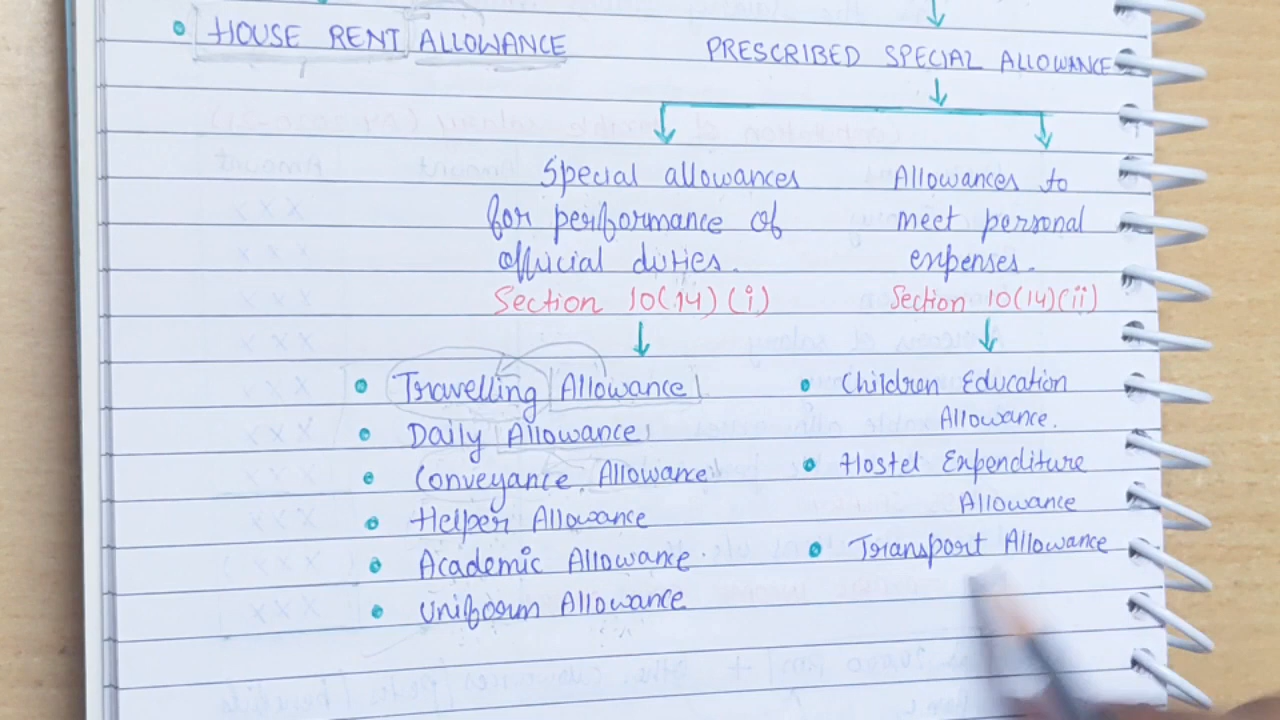 HOUSE RENT ALLOWANCE
PRESCRIBED SPECIAL ALLOWANCE
Special allowances
for performance of
official duties.
Section 10(14) (i)
Allowances to
meet personal
expenses.
Section 10(14)(ii)
Travelling Allowance
Daily Allowance
Conveyance Allowance
Helper Allowance
Academic Allowance
Uniform Allowance
Children Education
Allowance.
Hostel Expenditure
Allowance
Transport Allowance